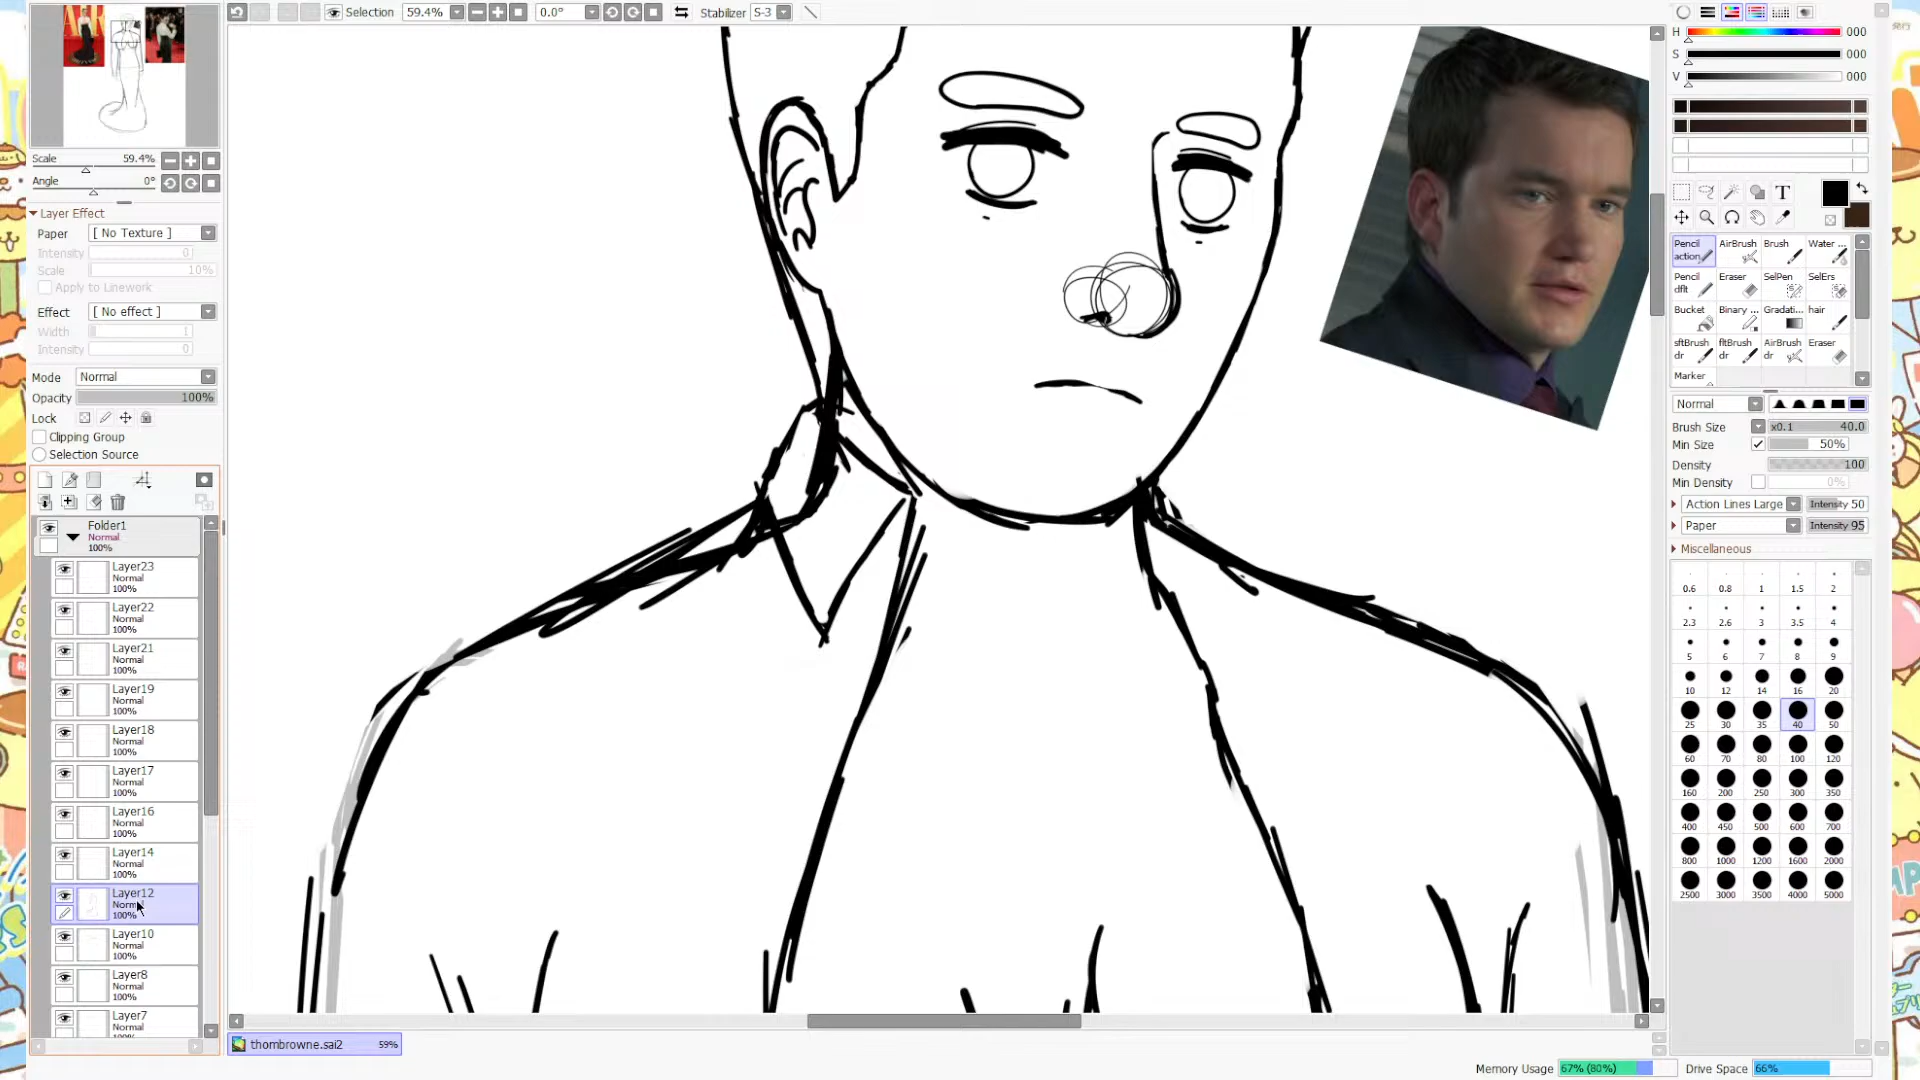 Selection 59.4% 0.0° Stabilizer S-3
Scale 59.4%
Angle 0°
Layer Effect
Paper [ No Texture ]
Intensity 0
Scale 10%
Apply to Linework
Effect [ No effect ]
Width 1
Intensity 0
Mode Normal
Opacity 100%
Lock
Clipping Group
Selection Source
Folder1
Normal
100%
Layer23
Normal
100%
Layer22
Normal
100%
Layer21
Normal
100%
Layer19
Normal
100%
Layer18
Normal
100%
Layer17
Normal
100%
Layer16
Normal
100%
Layer14
Normal
100%
Layer12
Normal
100%
Layer10
Normal
100%
Layer8
Normal
100%
Layer7
Normal
thombrowne.sai2 59%
H 000
S 000
V 000
T
Pencil action AirBrush Brush Water ...
Pencil dflt Eraser SelPen SelErs
Bucket Binary ... Gradati... hair
sftBrush dr fltBrush dr AirBrush dr Eraser
Marker
Normal
Brush Size x0.1 40.0
Min Size 50%
Density 100
Min Density 0%
Action Lines Large Intensity 50
Paper Intensity 95
Miscellaneous
0.6 0.8 1 1.5 2
2.3 2.6 3 3.5 4
5 6 7 8 9
10 12 14 16 20
25 30 35 40 50
60 70 80 100 120
160 200 250 300 350
400 450 500 600 700
800 1000 1200 1600 2000
2500 3000 3500 4000 5000
Memory Usage 67% (80%) Drive Space 66%